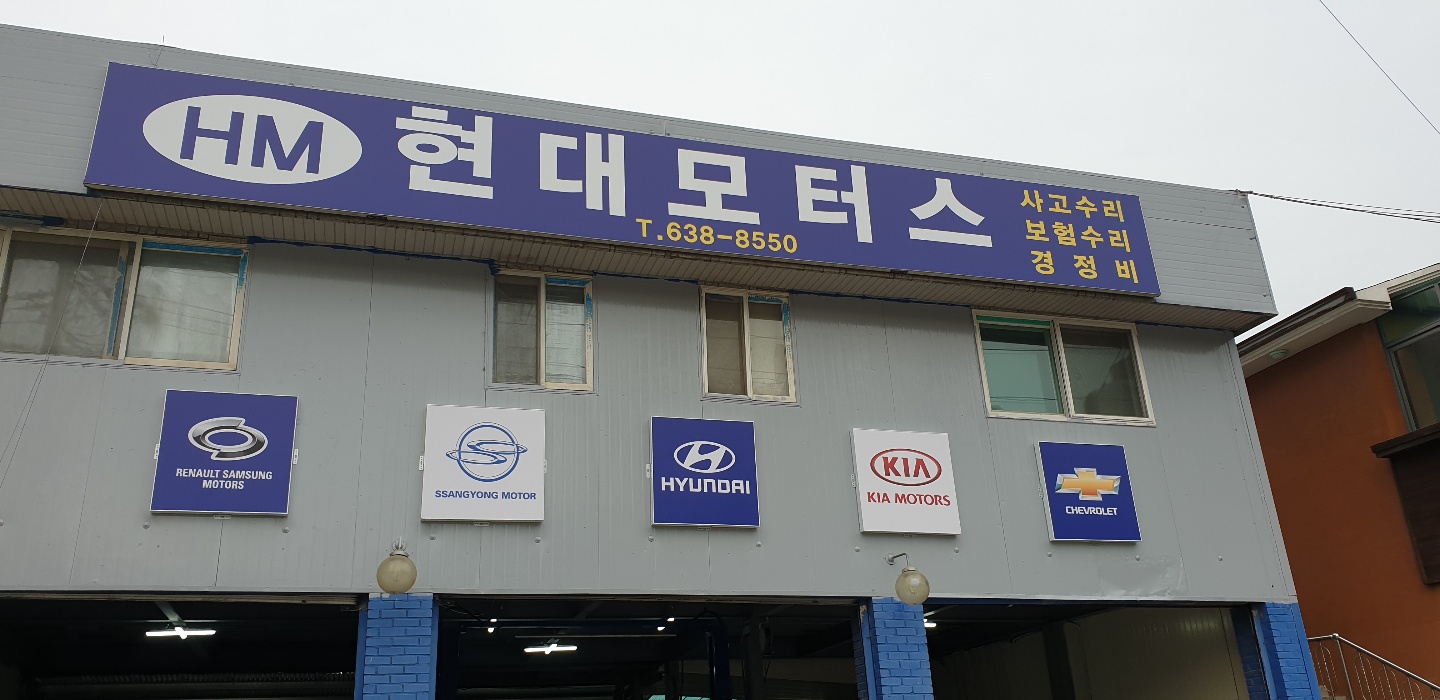 HM 현대모터스
T.638-8550
사고수리
보험수리
경정비
RENAULT SAMSUNG
MOTORS
SSANGYONG MOTOR
HYUNDAI
KIA
KIA MOTORS
CHEVROLET